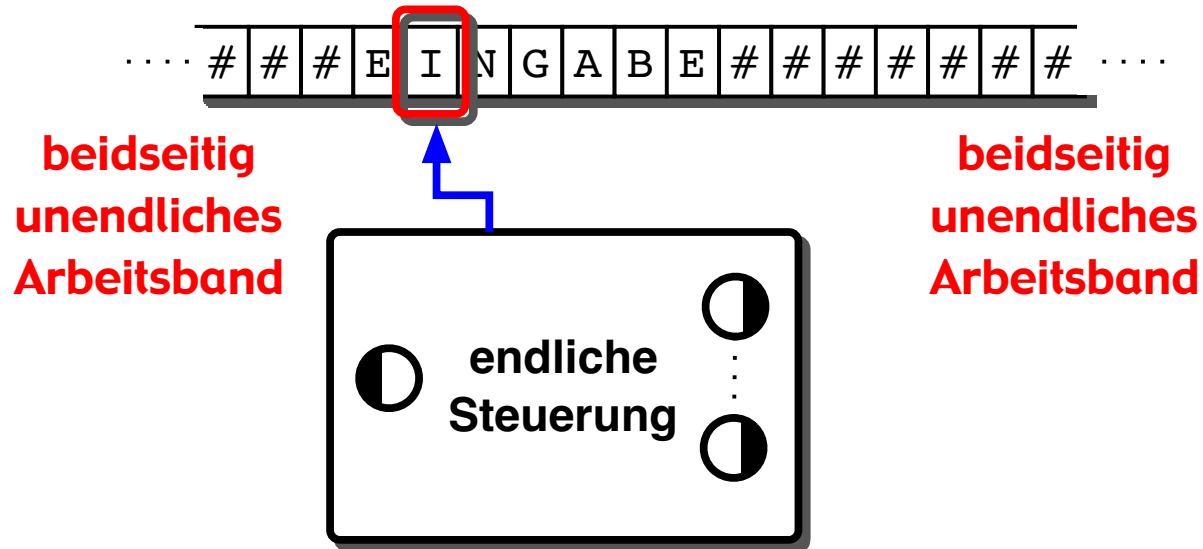 .... # # # E I N G A B E # # # # # # # ....
beidseitig
unendliches
Arbeitsband
beidseitig
unendliches
Arbeitsband
endliche
Steuerung